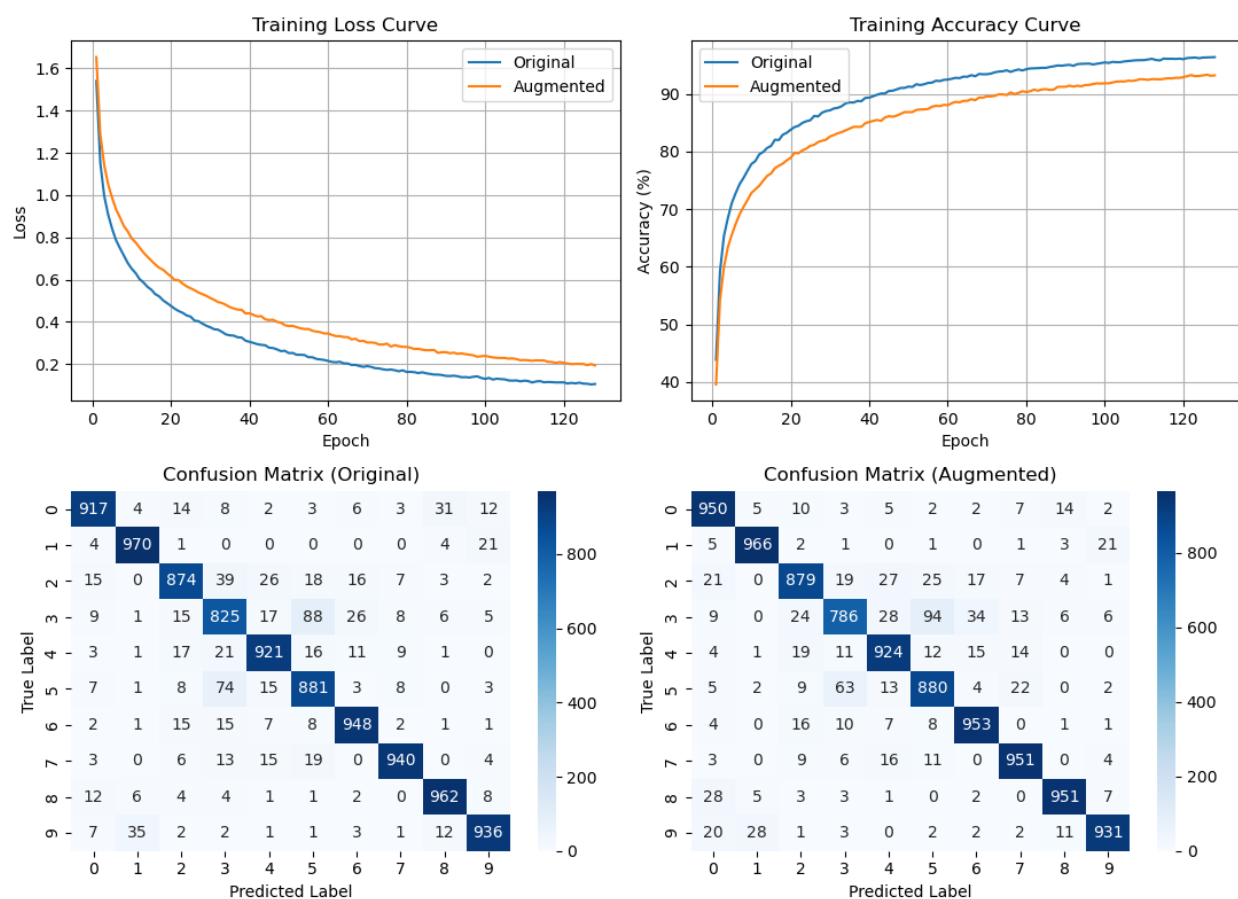 Training Loss Curve
Original
Augmented
1.6
1.4
1.2
1.0
0.8
0.6
0.4
0.2
Loss
0 20 40 60 80 100 120
Epoch
Training Accuracy Curve
Original
Augmented
90
80
70
60
50
40
Accuracy (%)
0 20 40 60 80 100 120
Epoch
Confusion Matrix (Original)
True Label
0 917 4 14 8 2 3 6 3 31 12
1 4 970 1 0 0 0 0 0 4 21
2 15 0 874 39 26 18 16 7 3 2
3 9 1 15 825 17 88 26 8 6 5
4 3 1 17 21 921 16 11 9 1 0
5 7 1 8 74 15 881 3 8 0 3
6 2 1 15 15 7 8 948 2 1 1
7 3 0 6 13 15 19 0 940 0 4
8 12 6 4 4 1 1 2 0 962 8
9 7 35 2 2 1 1 3 1 12 936
0 1 2 3 4 5 6 7 8 9
Predicted Label
800
600
400
200
0
Confusion Matrix (Augmented)
True Label
0 950 5 10 3 5 2 2 7 14 2
1 5 966 2 1 0 1 0 1 3 21
2 21 0 879 19 27 25 17 7 4 1
3 9 0 24 786 28 94 34 13 6 6
4 4 1 19 11 924 12 15 14 0 0
5 5 2 9 63 13 880 4 22 0 2
6 4 0 16 10 7 8 953 0 1 1
7 3 0 9 6 16 11 0 951 0 4
8 28 5 3 3 1 0 2 0 951 7
9 20 28 1 3 0 2 2 2 11 931
0 1 2 3 4 5 6 7 8 9
Predicted Label
800
600
400
200
0